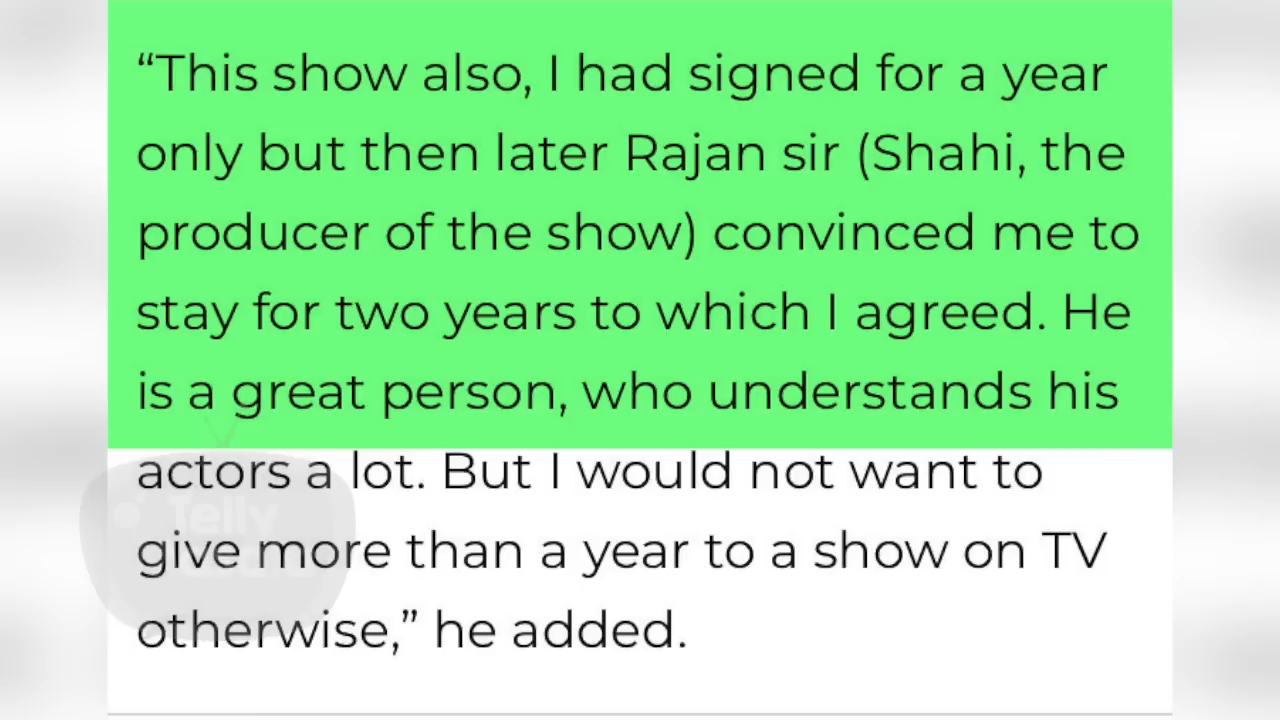 “This show also, I had signed for a year
only but then later Rajan sir (Shahi, the
producer of the show) convinced me to
stay for two years to which I agreed. He
is a great person, who understands his
actors a lot. But I would not want to
give more than a year to a show on TV
otherwise,” he added.
Telly